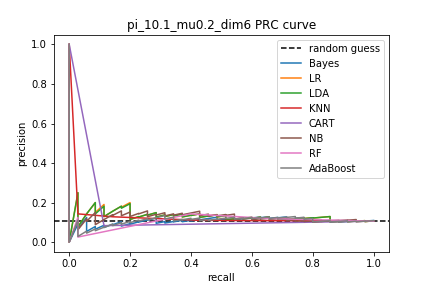 pi_10.1_mu0.2_dim6 PRC curve
precision
1.0
0.8
0.6
0.4
0.2
0.0
random guess
Bayes
LR
LDA
KNN
CART
NB
RF
AdaBoost
0.0 0.2 0.4 0.6 0.8 1.0
recall